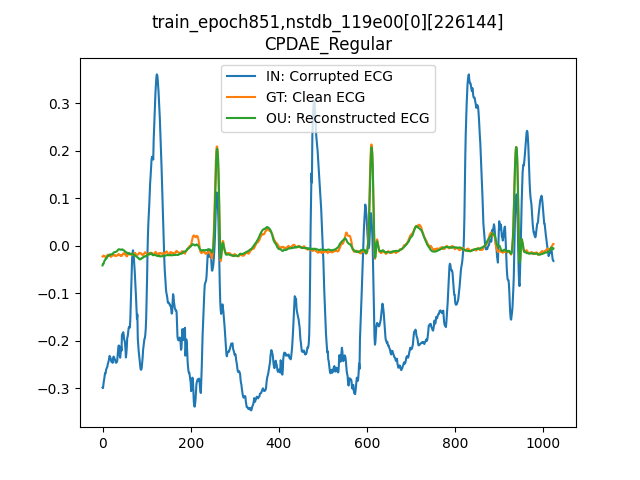 train_epoch851,nstdb_119e00[0][226144]
CPDAE_Regular
IN: Corrupted ECG
GT: Clean ECG
OU: Reconstructed ECG
0.3
0.2
0.1
0.0
−0.1
−0.2
−0.3
0 200 400 600 800 1000